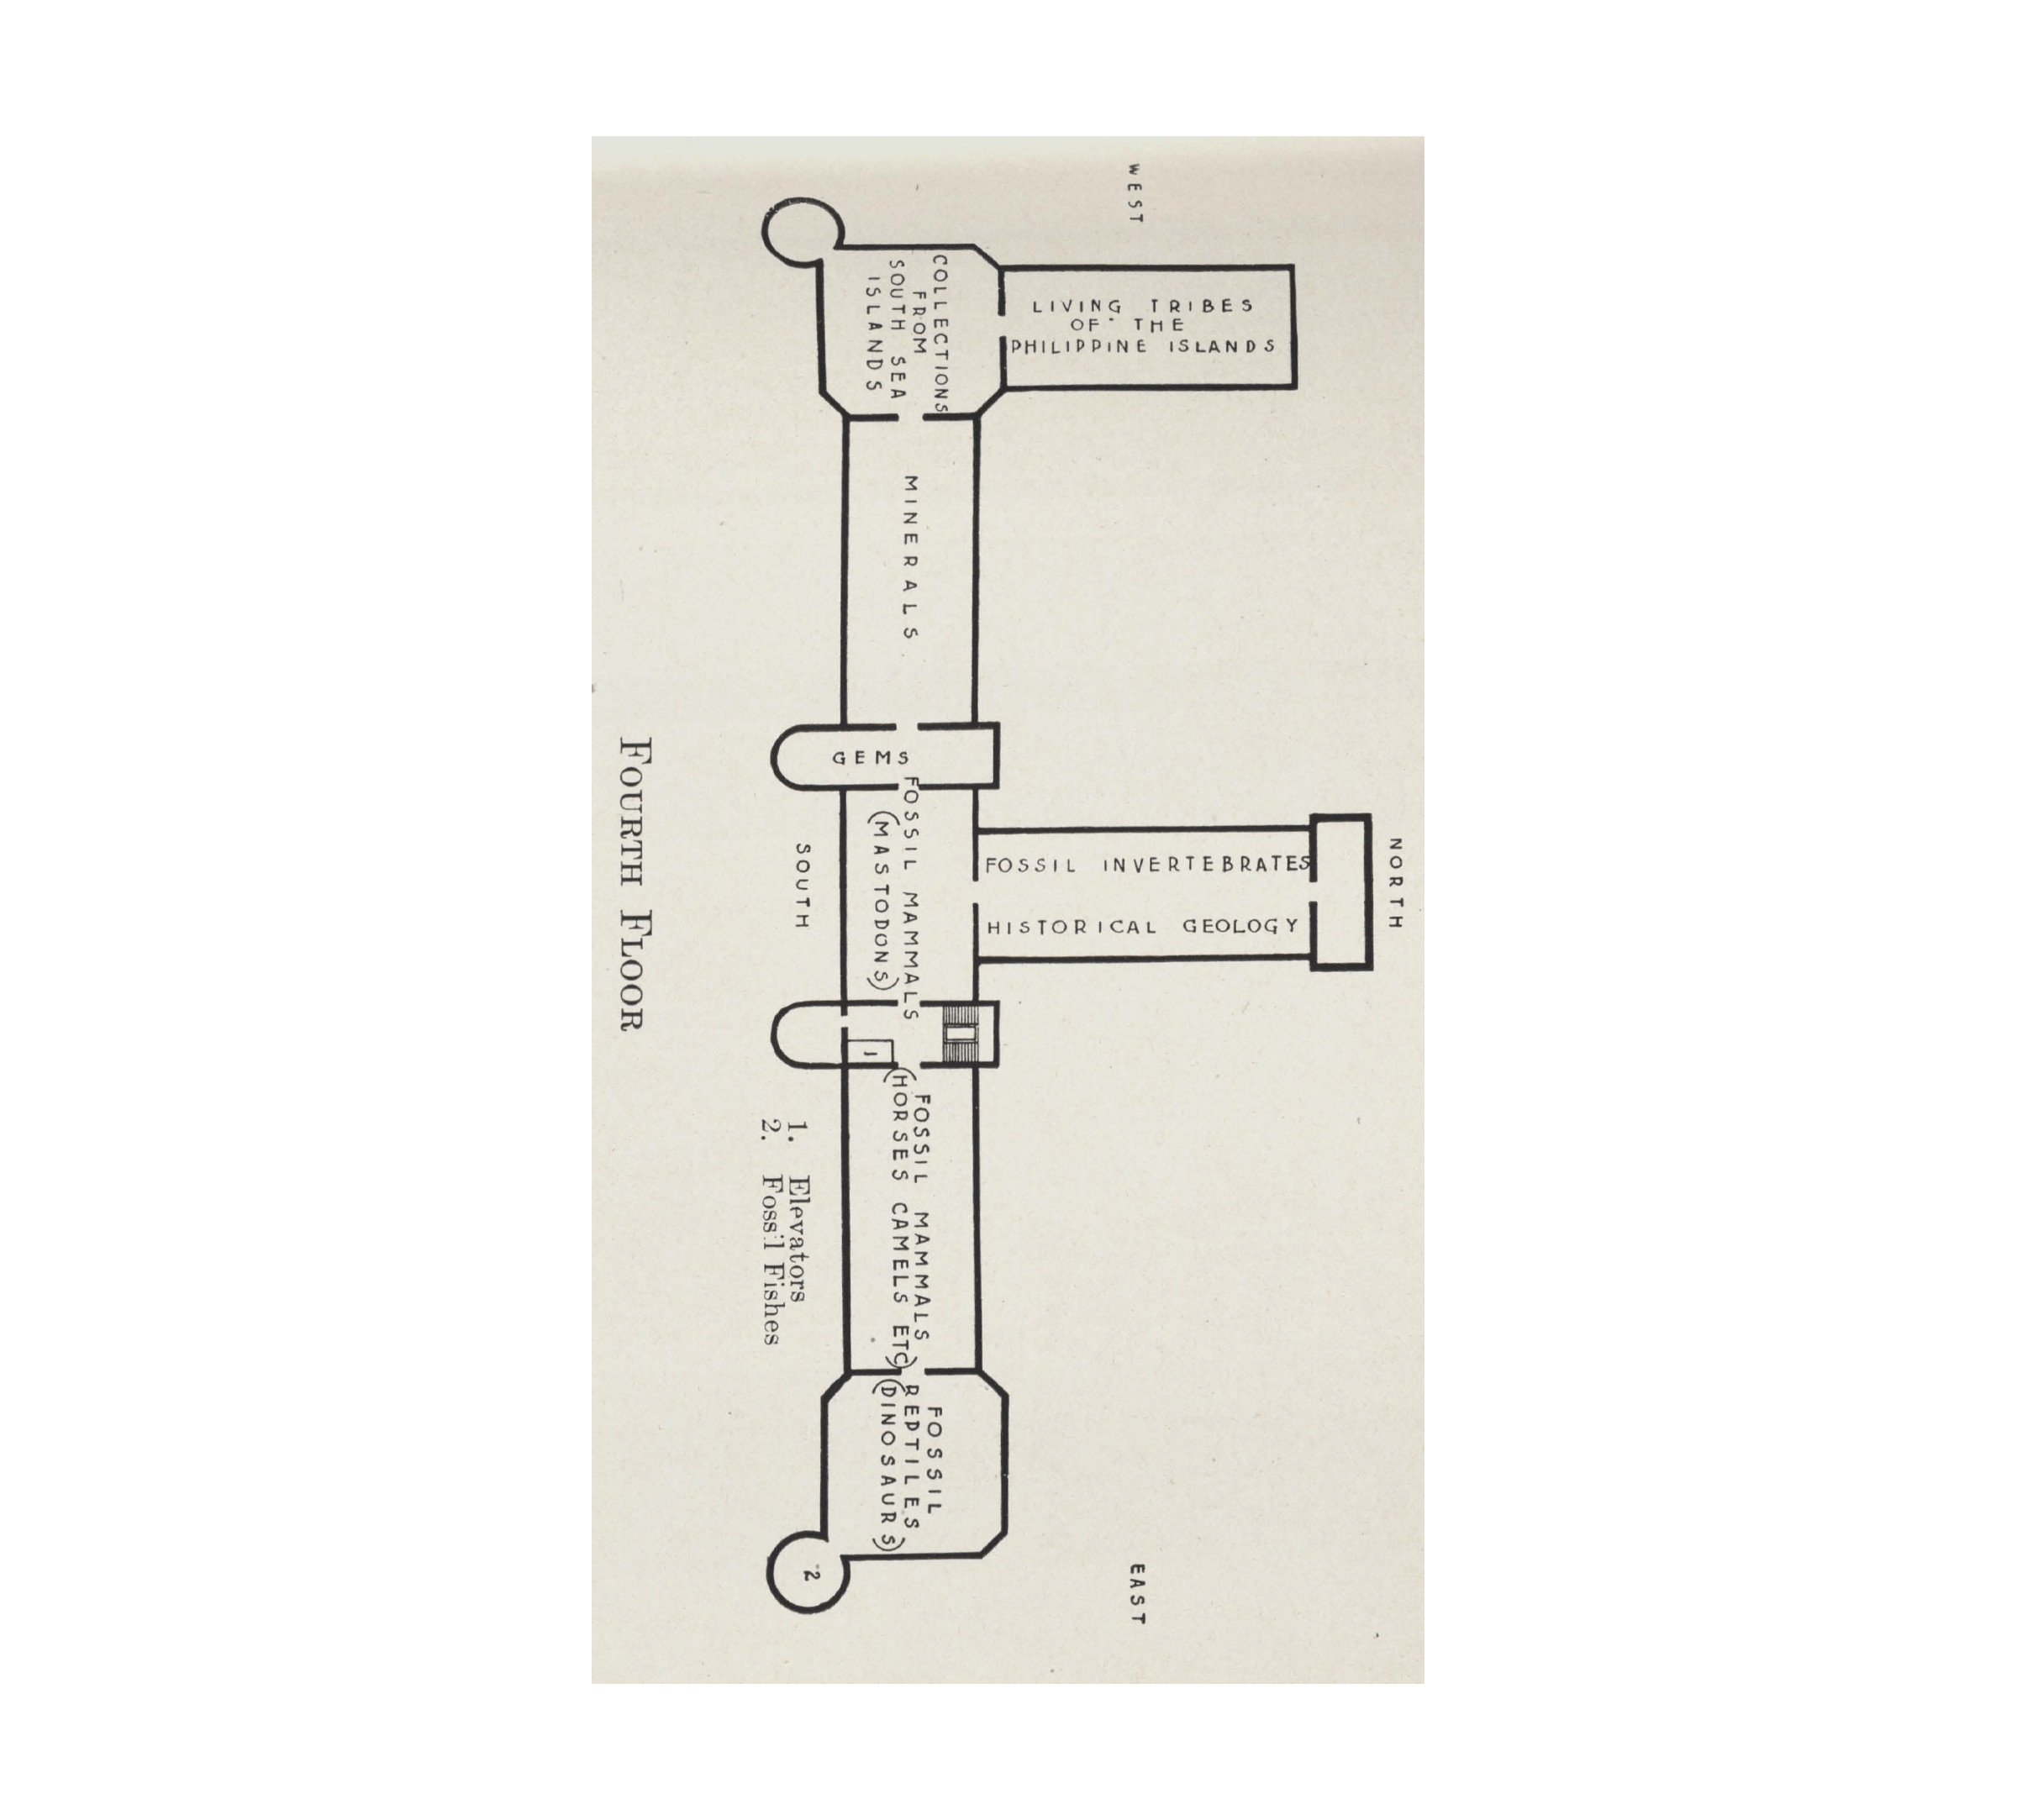 NORTH
WEST
LIVING TRIBES
OF THE
PHILIPPINE ISLANDS
COLLECTIONS
FROM
SOUTH SEA
ISLANDS
MINERALS
GEMS
FOSSIL MAMMALS
(MASTODONS)
FOSSIL INVERTEBRATES
HISTORICAL GEOLOGY
1
FOSSIL MAMMALS
(HORSES CAMELS ETC)
FOSSIL
REPTILES
(DINOSAURS)
2
EAST
SOUTH
1. Elevators
2. Fossil Fishes
FOURTH FLOOR